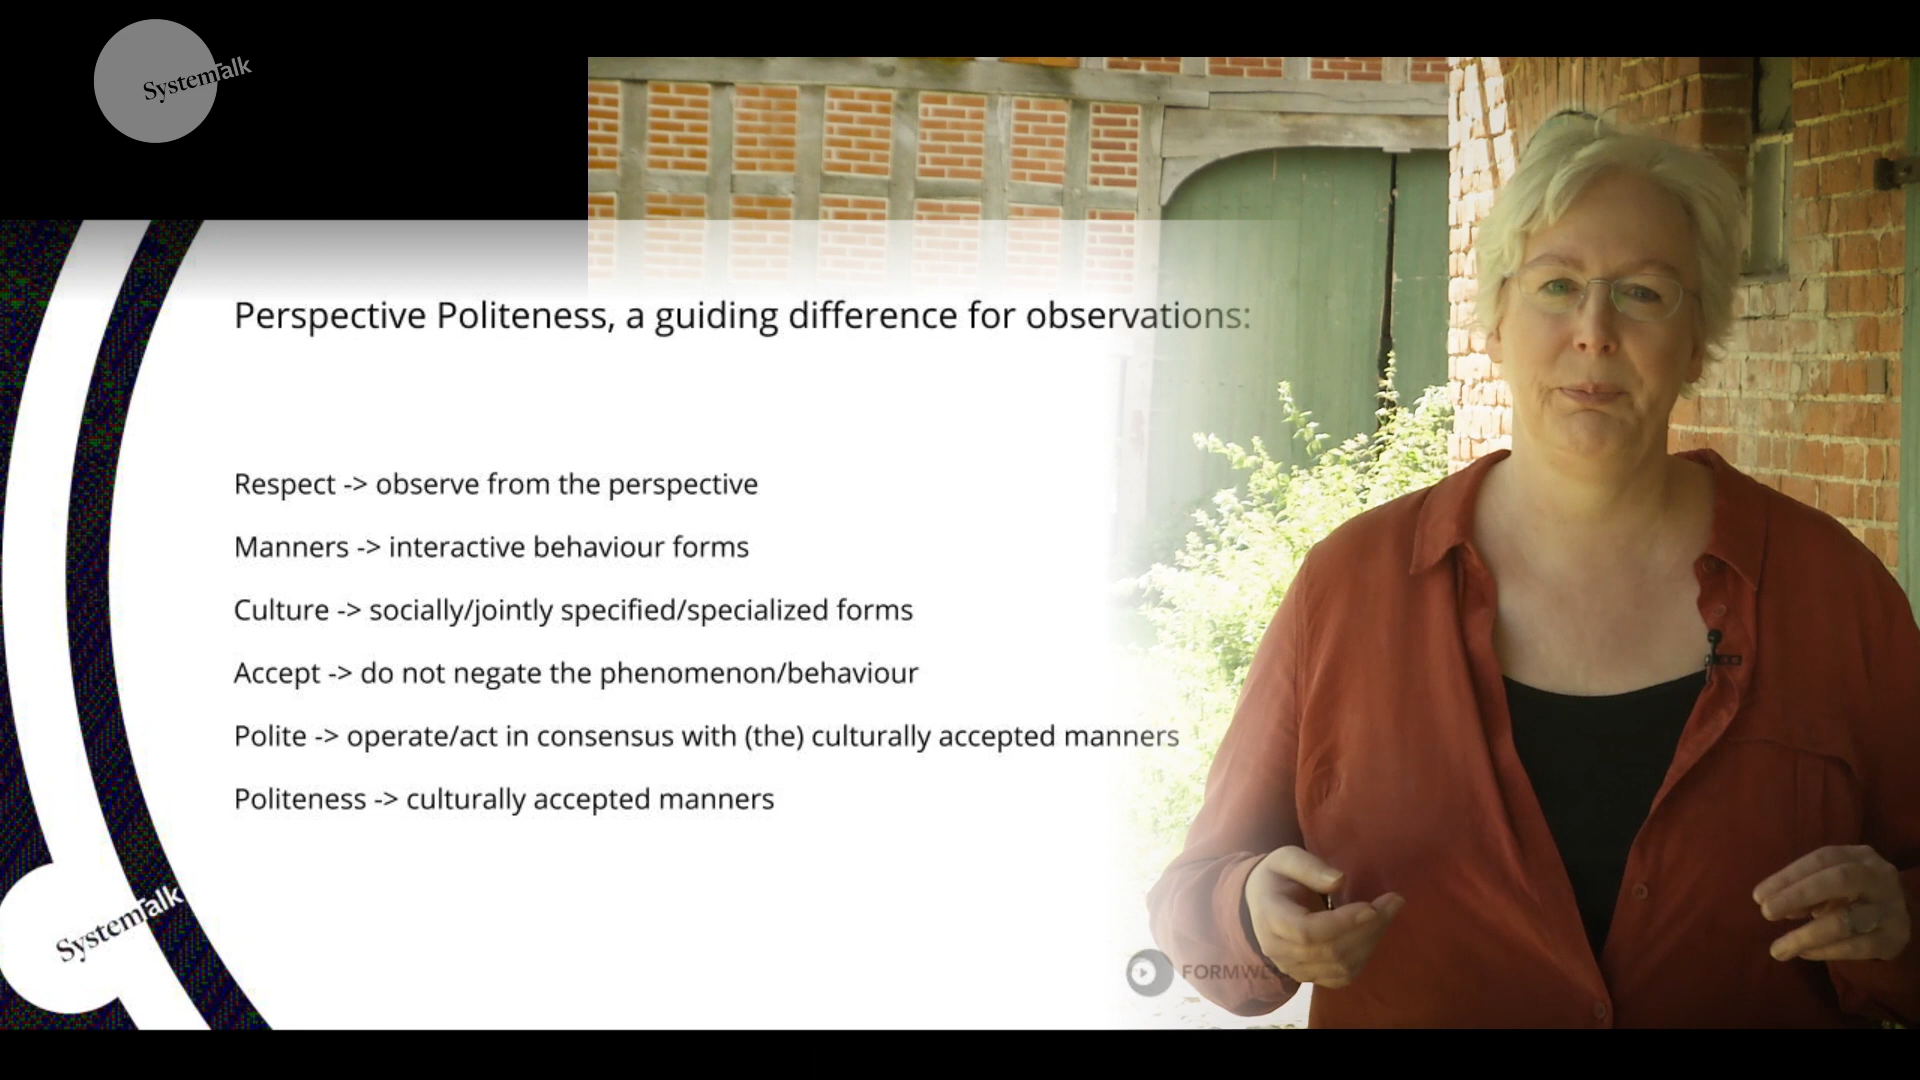 SystemTalk
Perspective Politeness, a guiding difference for observations:
Respect -> observe from the perspective
Manners -> interactive behaviour forms
Culture -> socially/jointly specified/specialized forms
Accept -> do not negate the phenomenon/behaviour
Polite -> operate/act in consensus with (the) culturally accepted manners
Politeness -> culturally accepted manners
SystemTalk